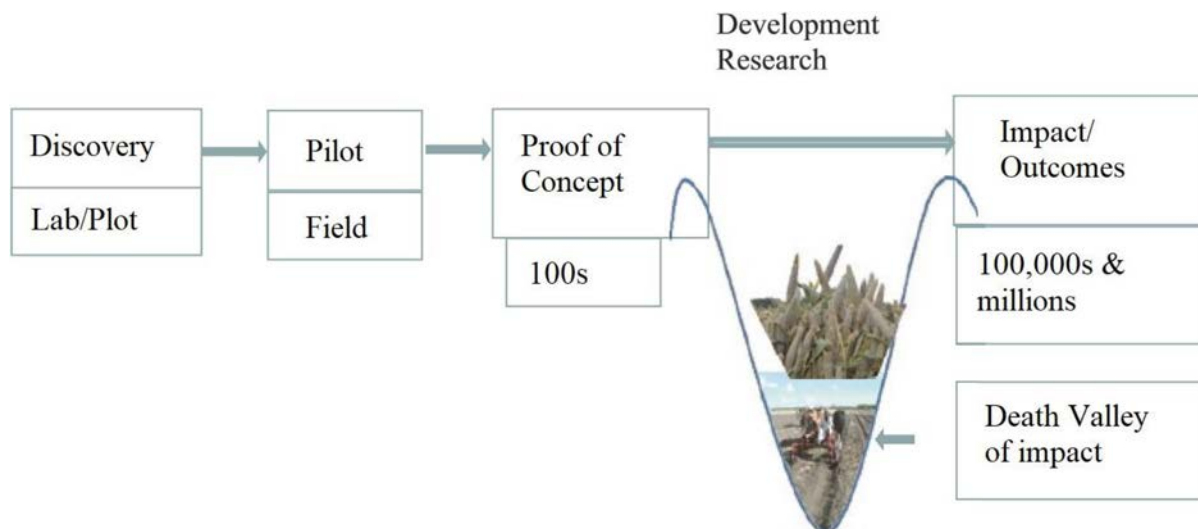 Development
Research
Discovery
Lab/Plot
Pilot
Field
Proof of
Concept
100s
Impact/
Outcomes
100,000s &
millions
Death Valley
of impact